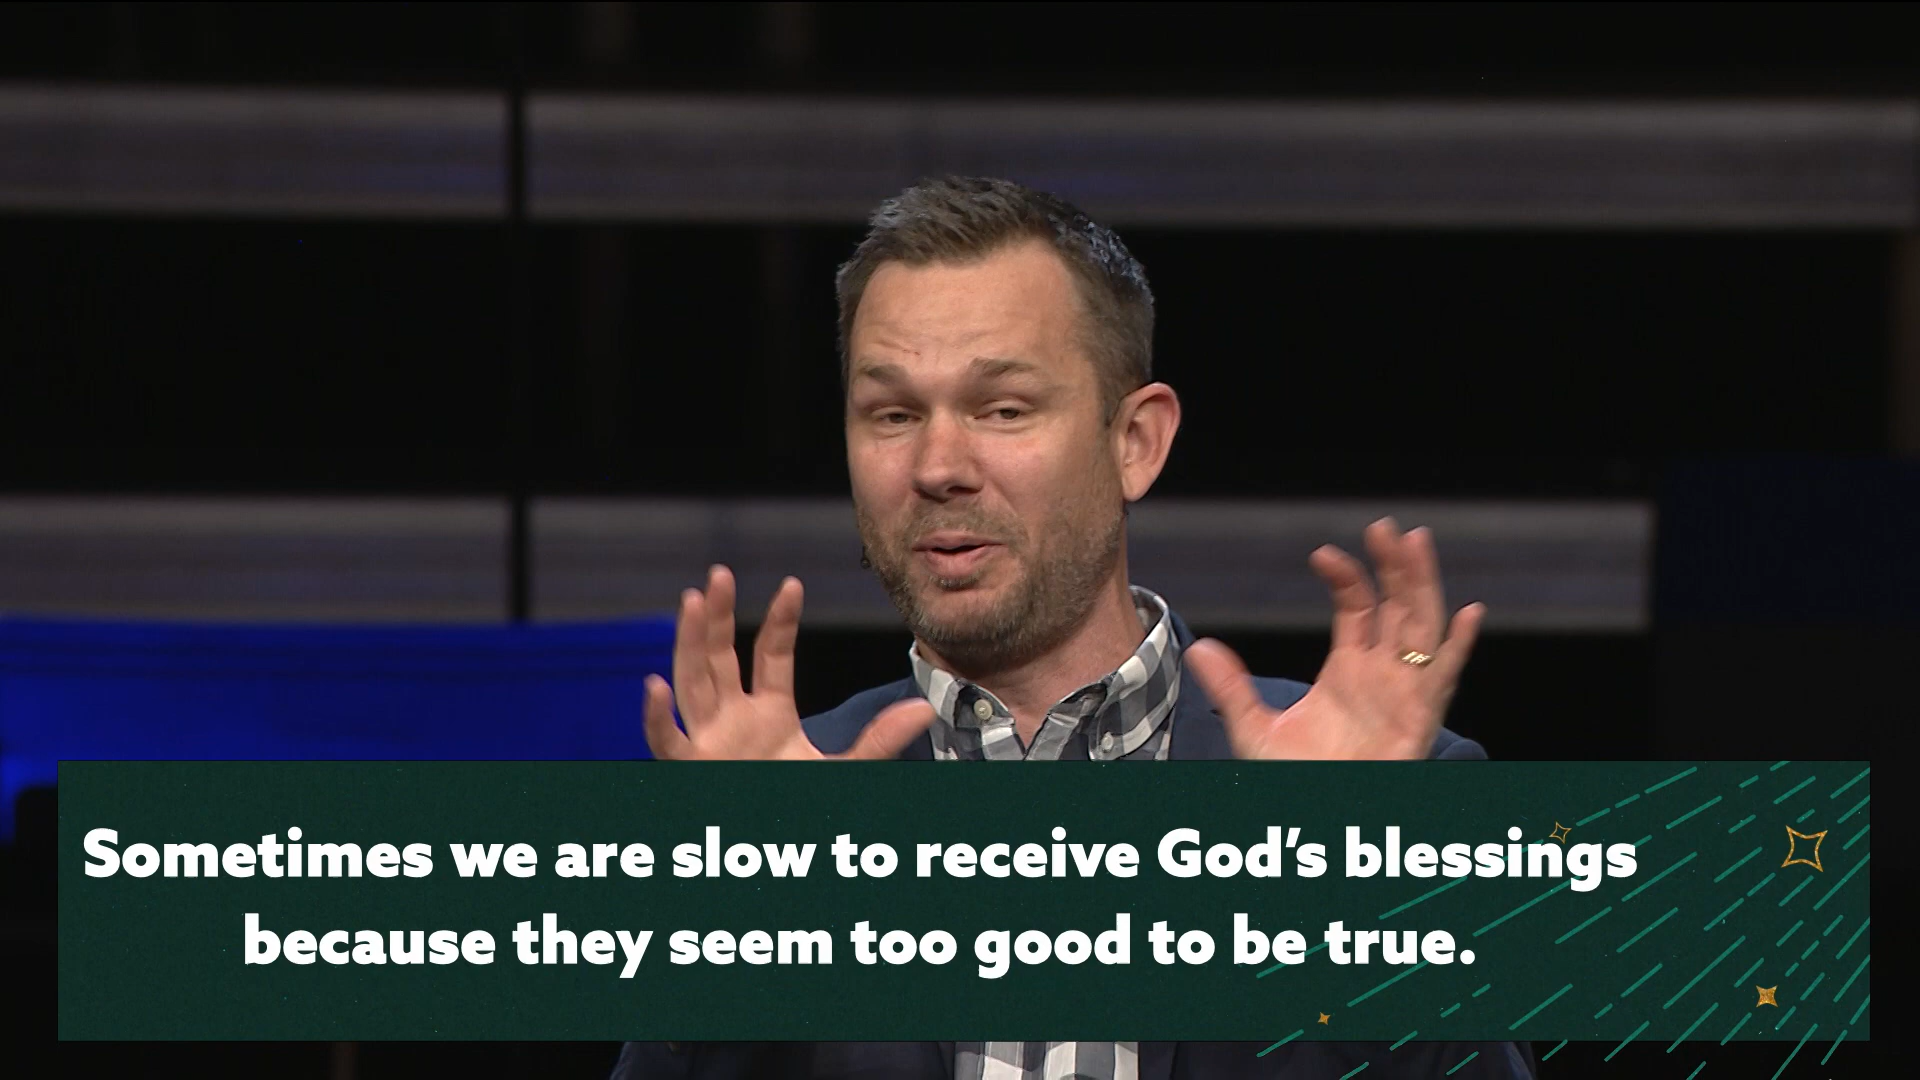 Sometimes we are slow to receive God’s blessings
because they seem too good to be true.